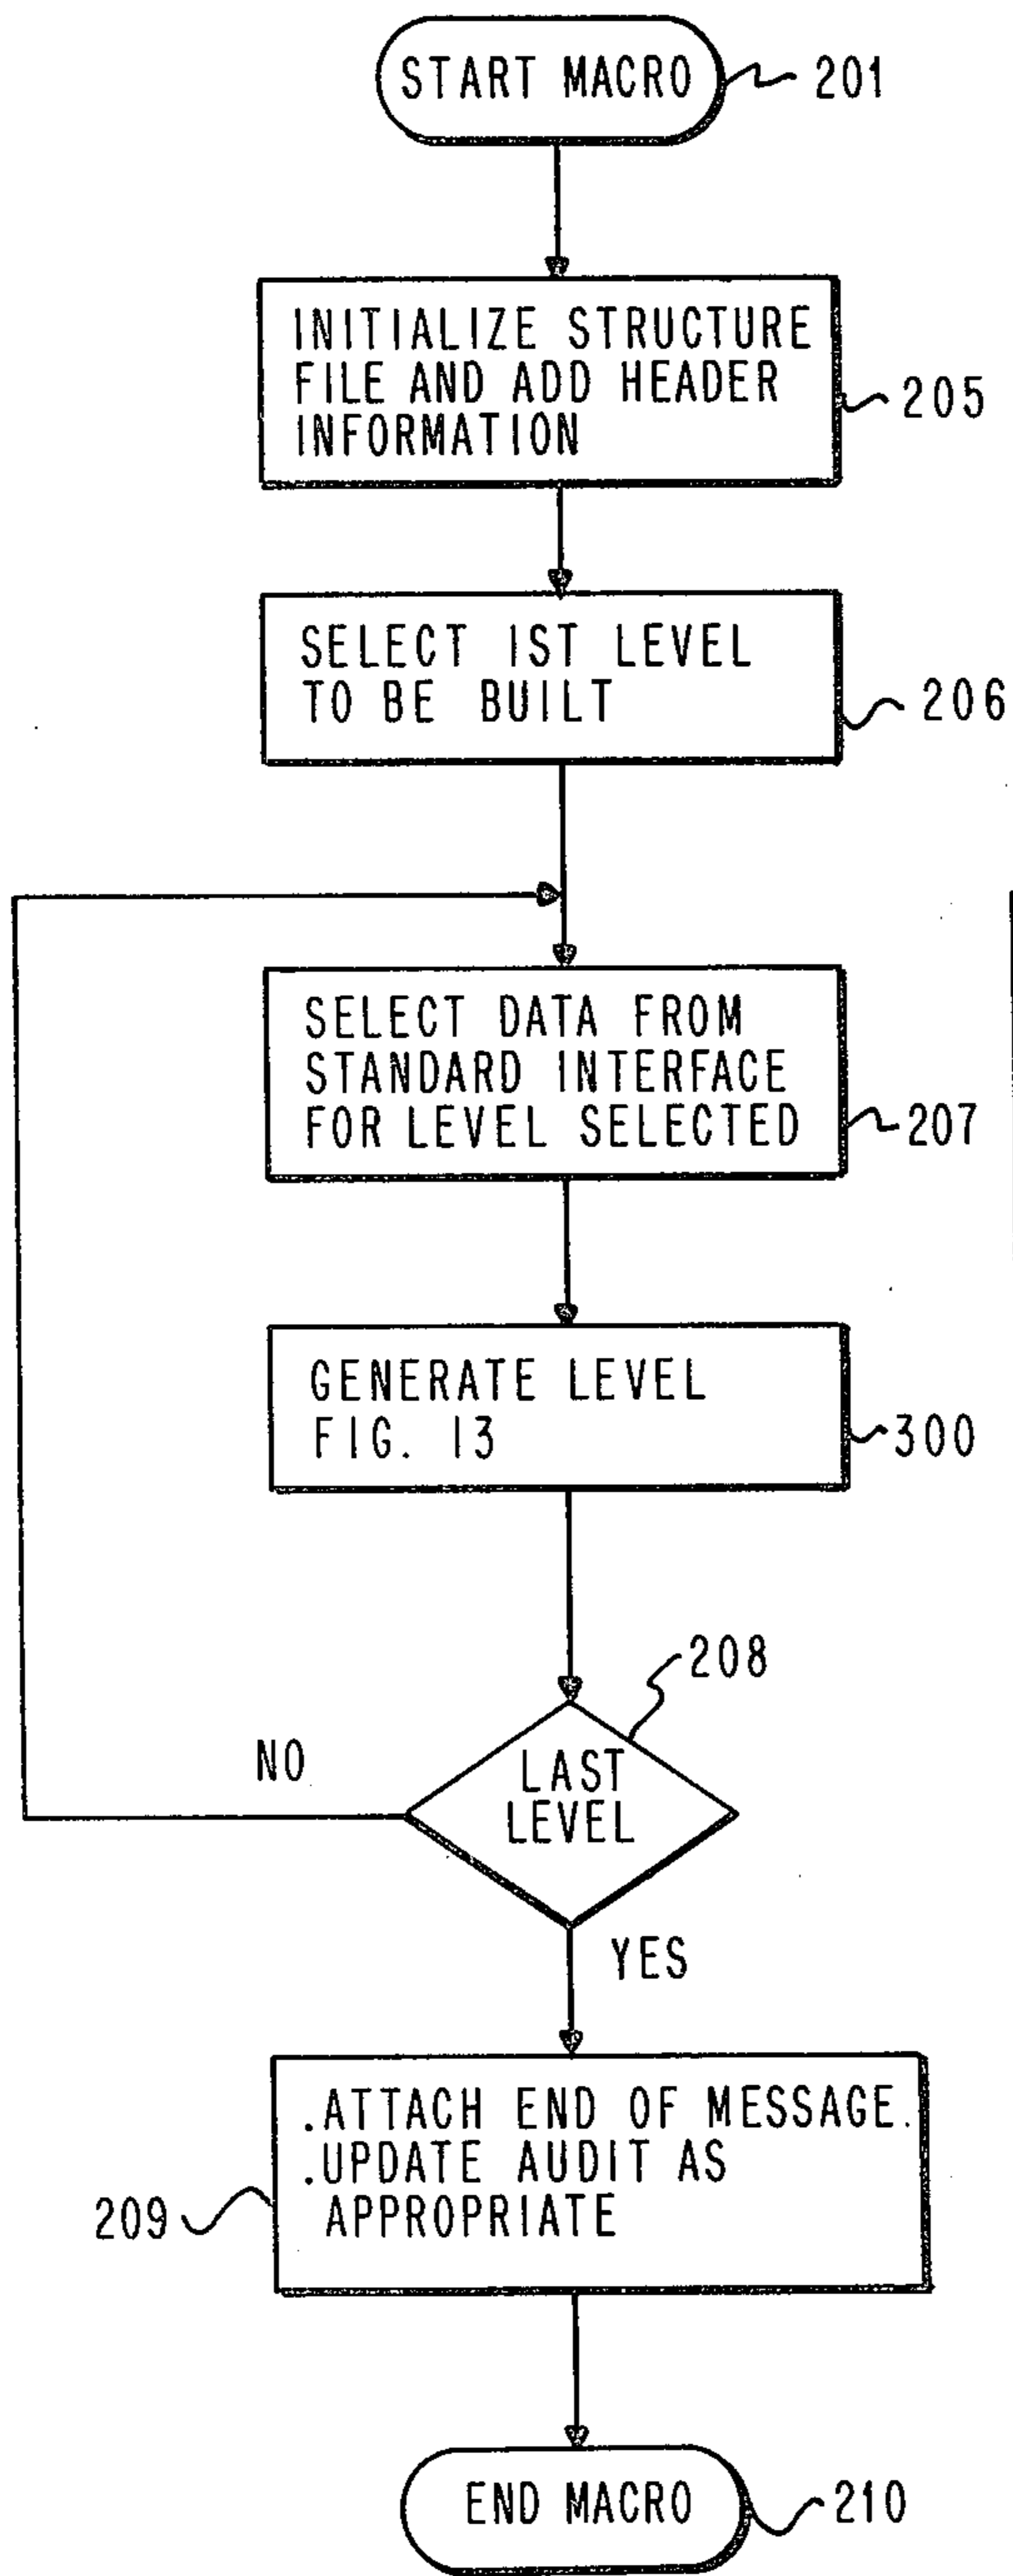 START MACRO
201
INITIALIZE STRUCTURE
FILE AND ADD HEADER
INFORMATION
205
SELECT 1ST LEVEL
TO BE BUILT
206
SELECT DATA FROM
STANDARD INTERFACE
FOR LEVEL SELECTED
207
GENERATE LEVEL
FIG. 13
300
208
NO
LAST
LEVEL
YES
.ATTACH END OF MESSAGE.
.UPDATE AUDIT AS
APPROPRIATE
209
END MACRO
210